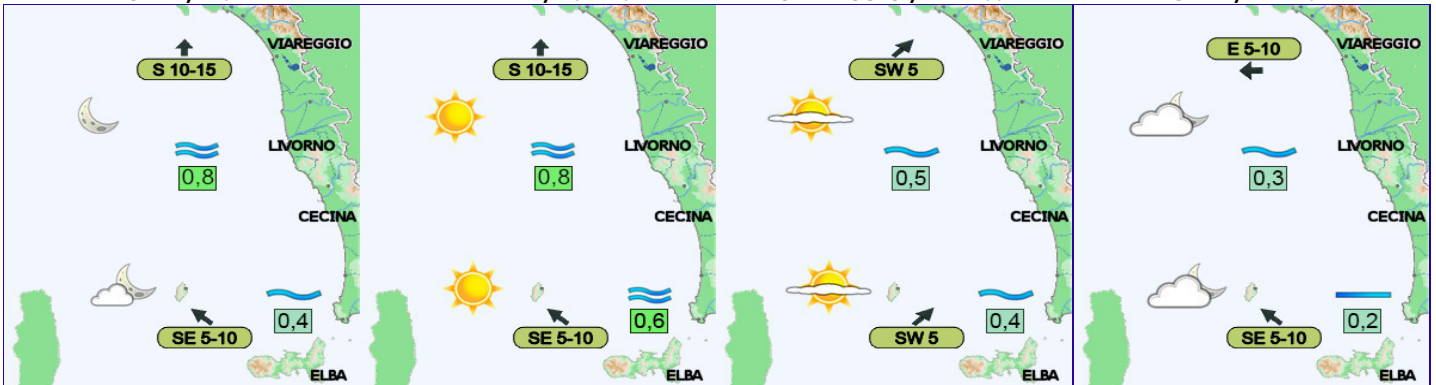 VIAREGGIO
S 10-15
LIVORNO
0,8
CECINA
0,4
SE 5-10
ELBA
VIAREGGIO
S 10-15
LIVORNO
0,8
CECINA
0,6
SE 5-10
ELBA
VIAREGGIO
SW 5
LIVORNO
0,5
CECINA
0,4
SW 5
ELBA
E 5-10
VIAREGGIO
LIVORNO
0,3
CECINA
0,2
SE 5-10
ELBA